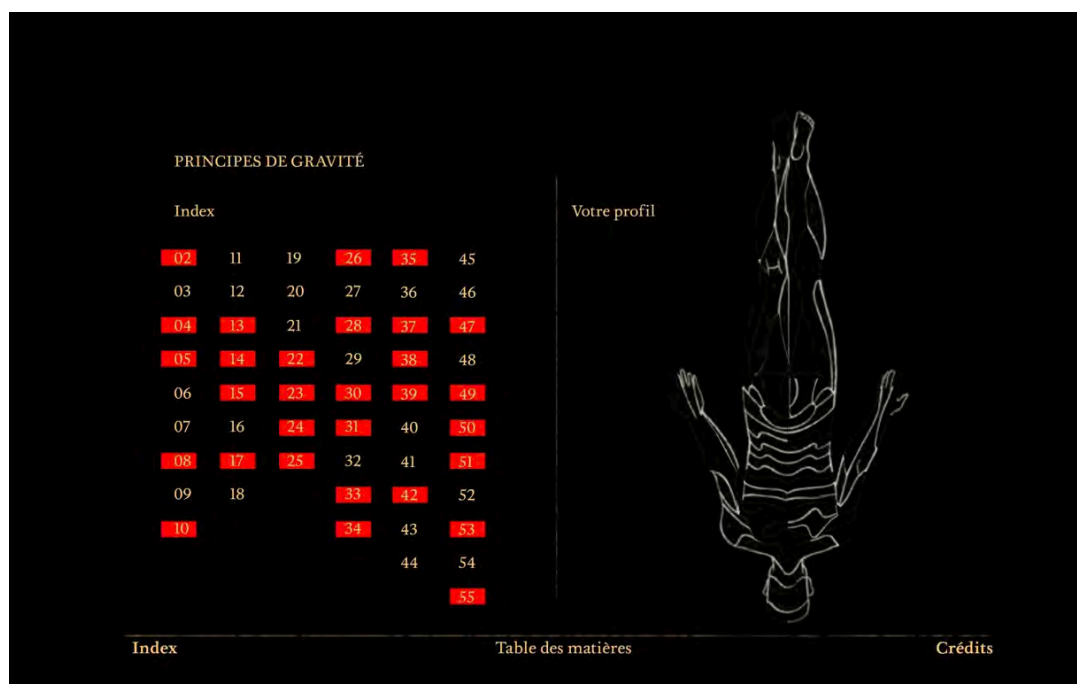 PRINCIPES DE GRAVITÉ
Index
Votre profil
02 11 19 26 35 45
03 12 20 27 36 46
04 13 21 28 37 47
05 14 22 29 38 48
06 15 23 30 39 49
07 16 24 31 40 50
08 17 25 32 41 51
09 18 33 42 52
10 34 43 53
44 54
55
H
Index Table des matières Crédits